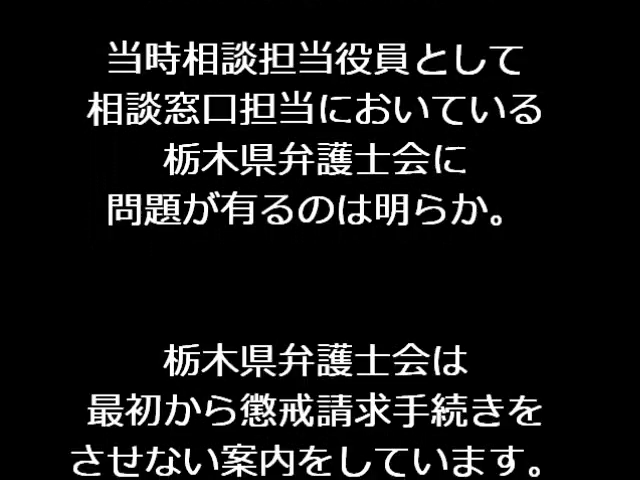 当時相談担当役員として
相談窓口担当においている
栃木県弁護士会に
問題が有るのは明らか。
栃木県弁護士会は
最初から懲戒請求手続きを
させない案内をしています。